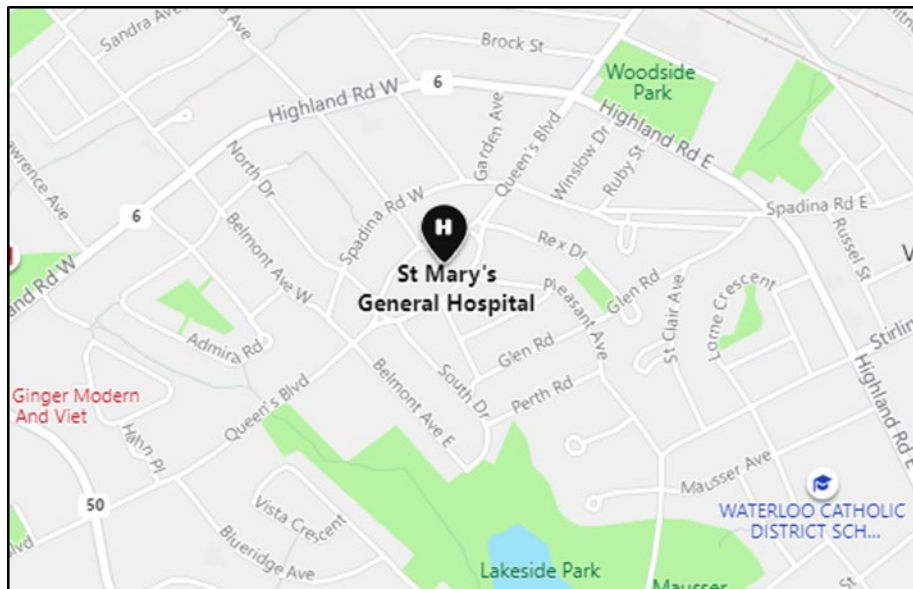 Sandra Ave
Brock St
Woodside
Park
6
Highland Rd W
Garden Ave
Queen's Blvd
Highland Rd E
Winslow Dr
Ruby St
North Dr
Spadina Rd W
6
Spadina Rd E
Belmont Ave W
H
Rex Dr
Russel St
St Mary's
General Hospital
Pleasant Ave
Glen Rd
St Clair Ave
Lorne Crescent
Admira Rd
Glen Rd
Ginger Modern
And Viet
Queen's Blvd
Belmont Ave E
South Dr
Perth Rd
Highland Rd E
Hahn Pl
Mausser Ave
50
Vista Crescent
WATERLOO CATHOLIC
DISTRICT SCH...
Blueridge Ave
Lakeside Park
Mausser
St